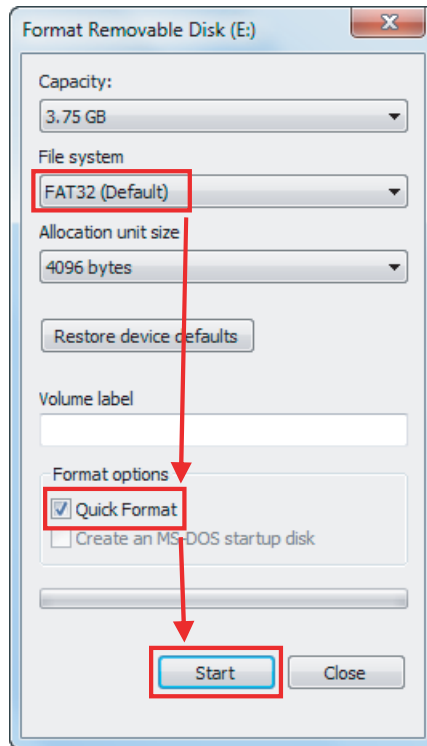 Format Removable Disk (E:)
Capacity:
3.75 GB
File system
FAT32 (Default)
Allocation unit size
4096 bytes
Restore device defaults
Volume label
Format options
Quick Format
Create an MS-DOS startup disk
Start Close